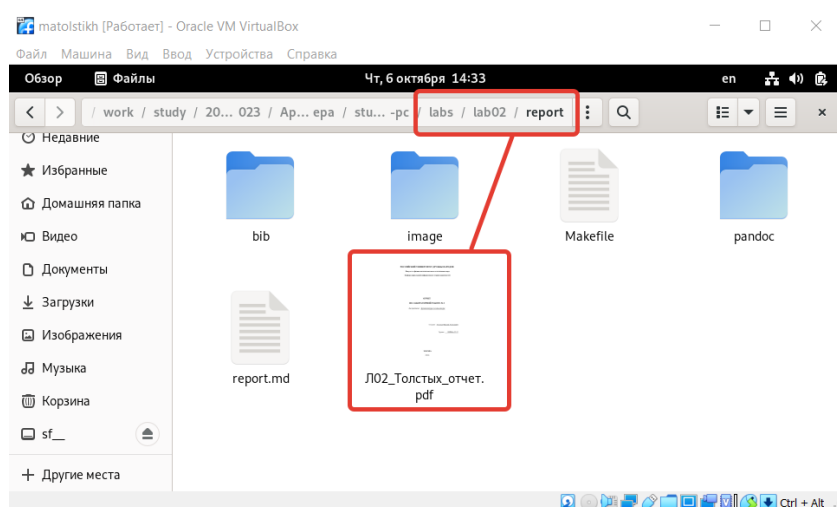 matolstikh [Работает] - Oracle VM VirtualBox
Файл Машина Вид Ввод Устройства Справка
Обзор Файлы Чт, 6 октября 14:33 en
/ work / study / 20… 023 / Ар… ера / stu… -pc / labs / lab02 / report
Недавние
Избранные
Домашняя папка
Видео
Документы
Загрузки
Изображения
Музыка
Корзина
sf__
Другие места
bib
image
Makefile
pandoc
report.md
Л02_Толстых_отчет.
pdf
Ctrl + Alt